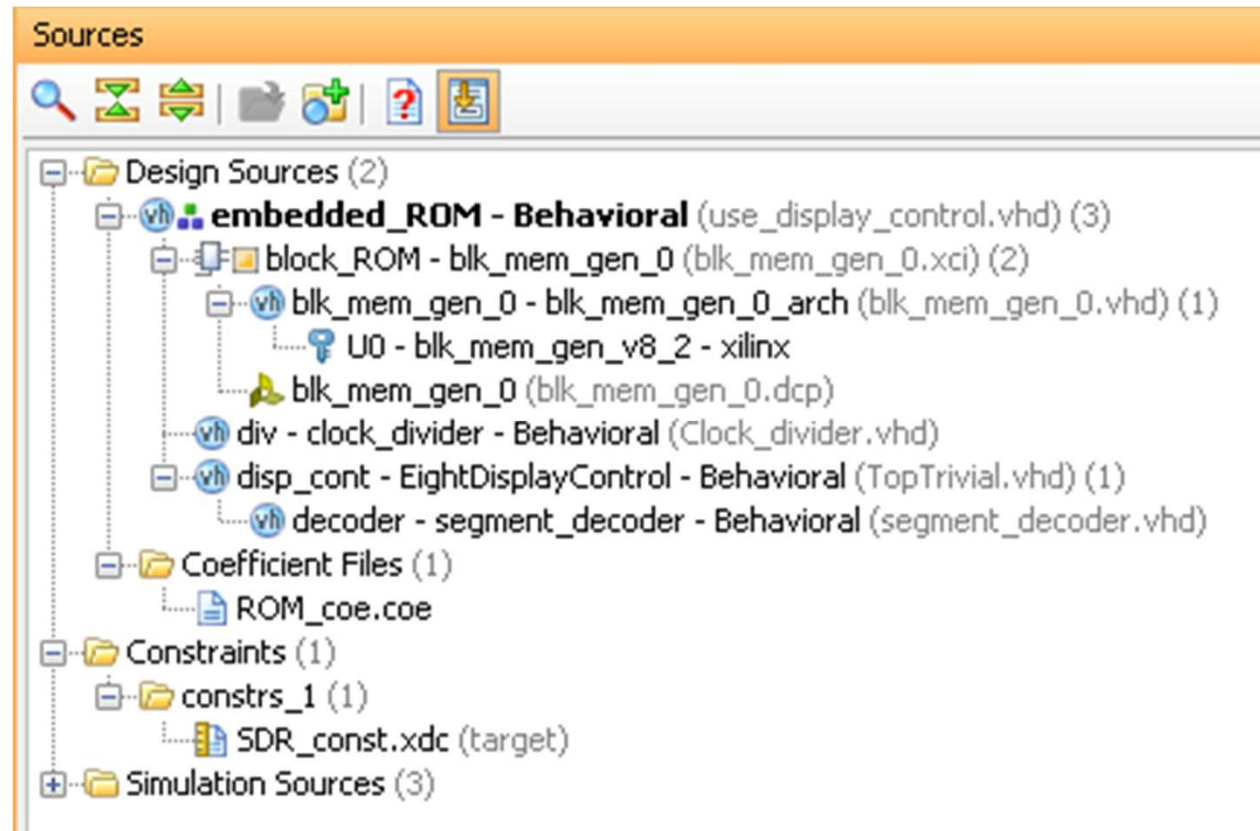 Sources
Design Sources (2)
embedded_ROM - Behavioral (use_display_control.vhd) (3)
block_ROM - blk_mem_gen_0 (blk_mem_gen_0.xci) (2)
blk_mem_gen_0 - blk_mem_gen_0_arch (blk_mem_gen_0.vhd) (1)
U0 - blk_mem_gen_v8_2 - xilinx
blk_mem_gen_0 (blk_mem_gen_0.dcp)
div - clock_divider - Behavioral (Clock_divider.vhd)
disp_cont - EightDisplayControl - Behavioral (TopTrivial.vhd) (1)
decoder - segment_decoder - Behavioral (segment_decoder.vhd)
Coefficient Files (1)
ROM_coe.coe
Constraints (1)
constrs_1 (1)
SDR_const.xdc (target)
Simulation Sources (3)